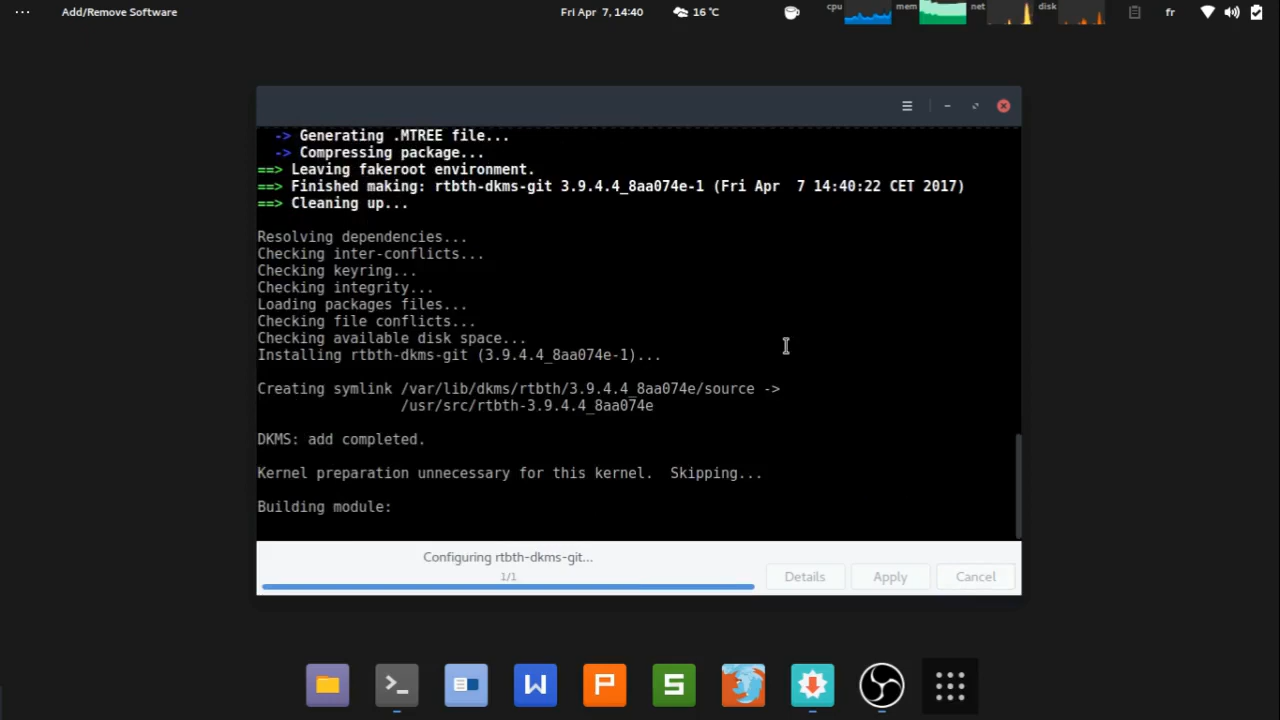 ··· Add/Remove Software Fri Apr 7, 14:40 16 °C cpu mem net disk fr
-> Generating .MTREE file...
-> Compressing package...
==> Leaving fakeroot environment.
==> Finished making: rtbth-dkms-git 3.9.4.4_8aa074e-1 (Fri Apr  7 14:40:22 CET 2017)
==> Cleaning up...
Resolving dependencies...
Checking inter-conflicts...
Checking keyring...
Checking integrity...
Loading packages files...
Checking file conflicts...
Checking available disk space...
Installing rtbth-dkms-git (3.9.4.4_8aa074e-1)...
Creating symlink /var/lib/dkms/rtbth/3.9.4.4_8aa074e/source ->
/usr/src/rtbth-3.9.4.4_8aa074e
DKMS: add completed.
Kernel preparation unnecessary for this kernel.  Skipping...
Building module:
Configuring rtbth-dkms-git...
1/1
Details Apply Cancel
>_ W P S